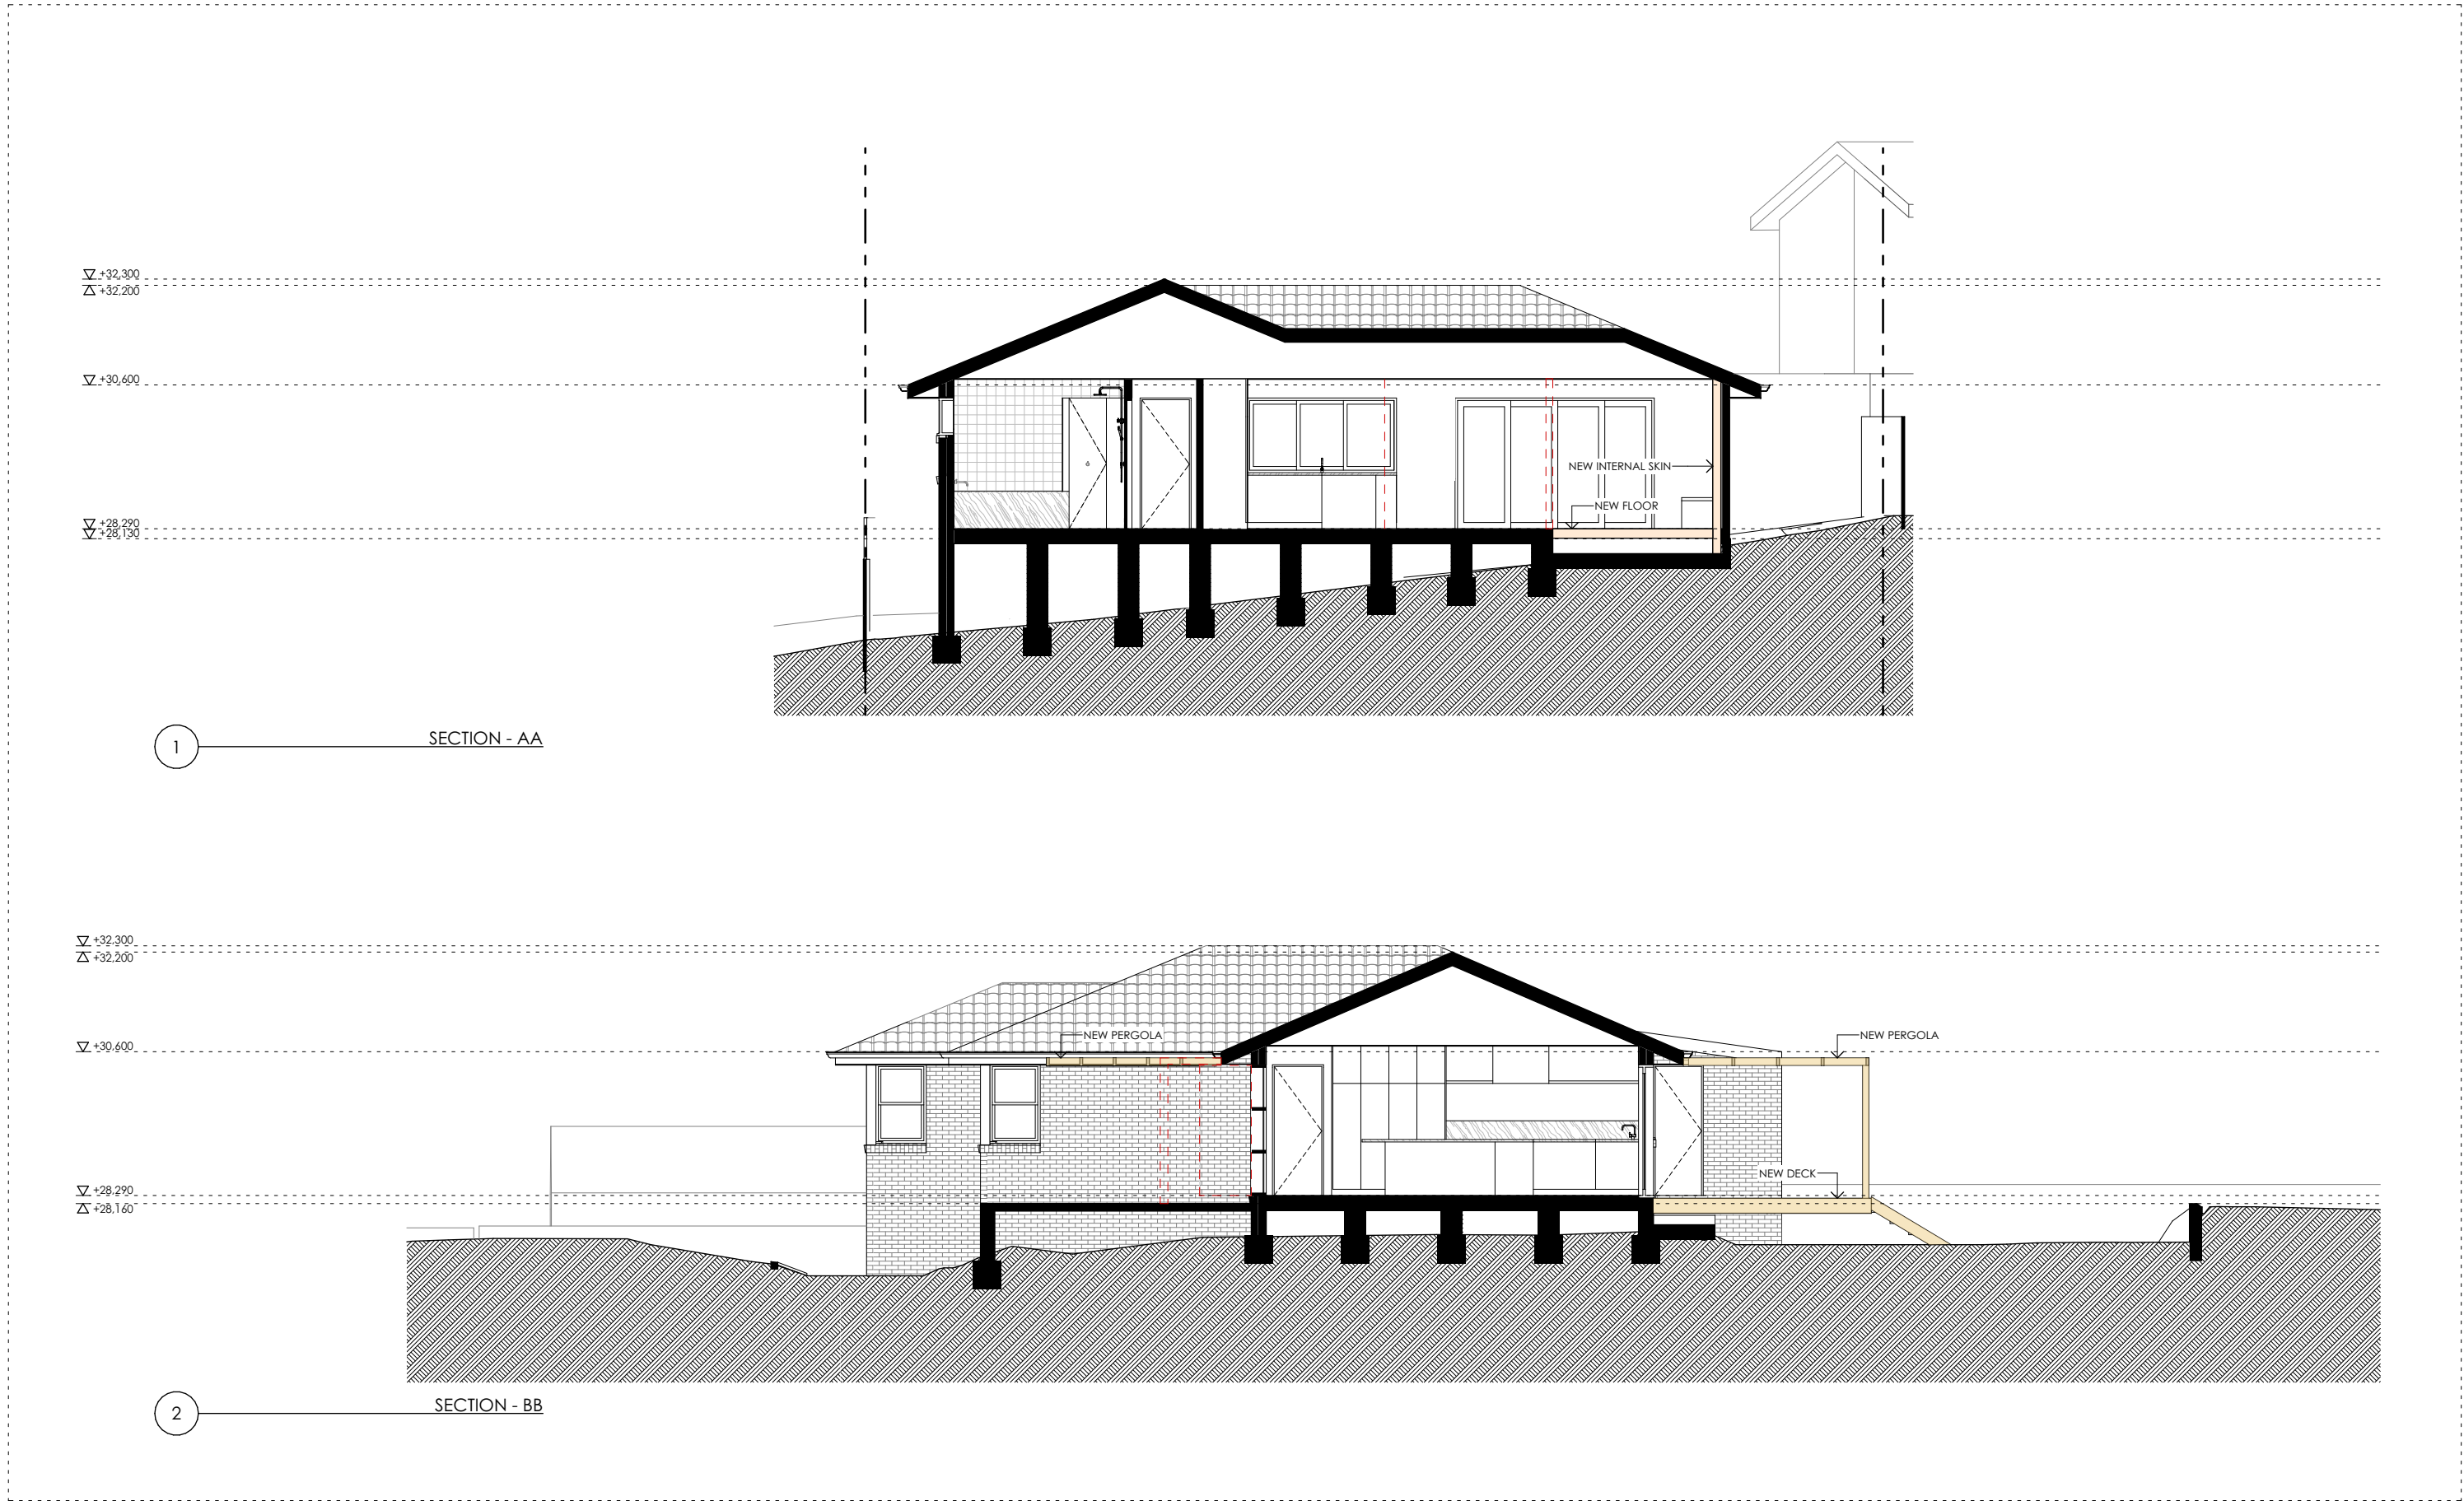 +32,300
+32,200
+30,600
NEW INTERNAL SKIN
NEW FLOOR
+28,290
+28,130
1
SECTION - AA
+32,300
+32,200
NEW PERGOLA
NEW PERGOLA
+30,600
NEW DECK
+28,290
+28,160
2
SECTION - BB